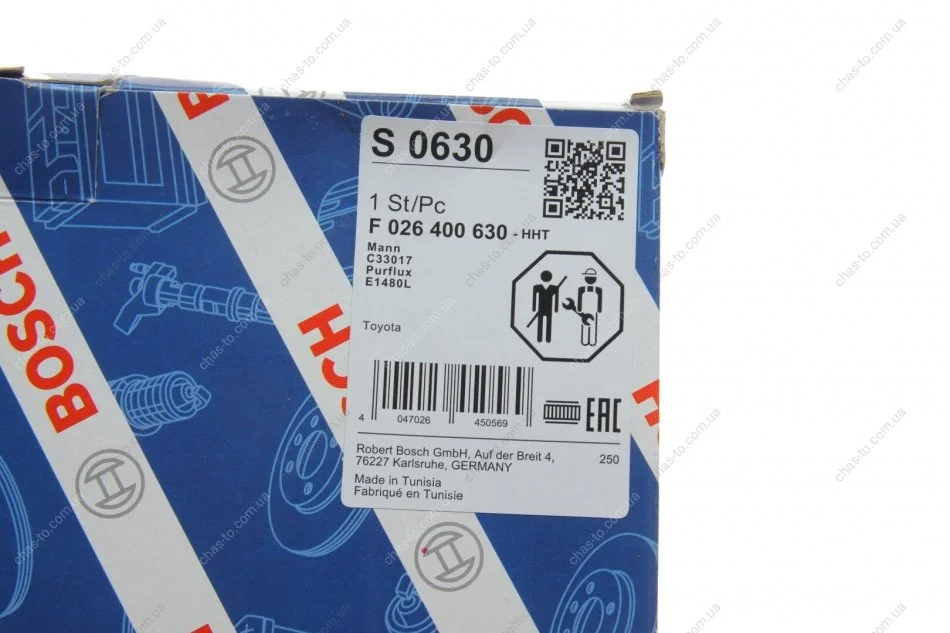 S 0630
1 St/Pc
F 026 400 630 - HHT
Mann
C33017
Purflux
E1480L
Toyota
4 047026 450569
EAC
Robert Bosch GmbH, Auf der Breit 4,
76227 Karlsruhe, GERMANY
250
Made in Tunisia
Fabriqué en Tunisie
BOSCH
chas-to.com.ua